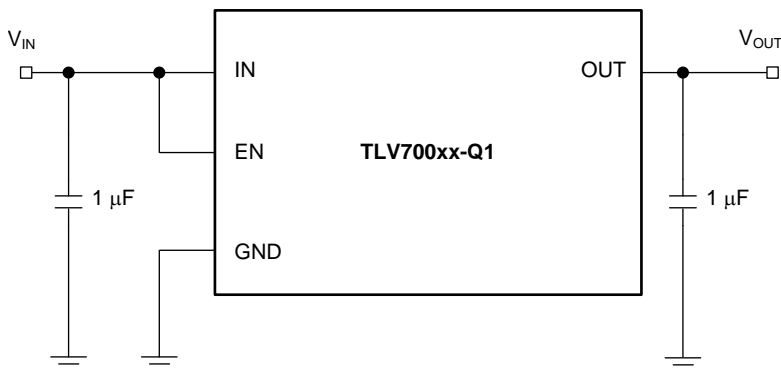 V_IN
V_OUT
IN
OUT
EN
TLV700xx-Q1
1 μF
1 μF
GND